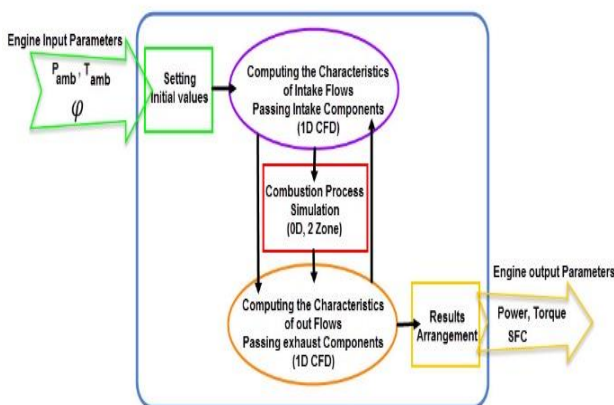 Engine Input Parameters
P amb , T amb
φ
Setting
Initial values
Computing the Characteristics
of Intake Flows
Passing Intake Components
(1D CFD)
Combustion Process
Simulation
(0D, 2 Zone)
Computing the Characteristics
of out Flows
Passing exhaust Components
(1D CFD)
Results
Arrangement
Engine output Parameters
Power, Torque
SFC